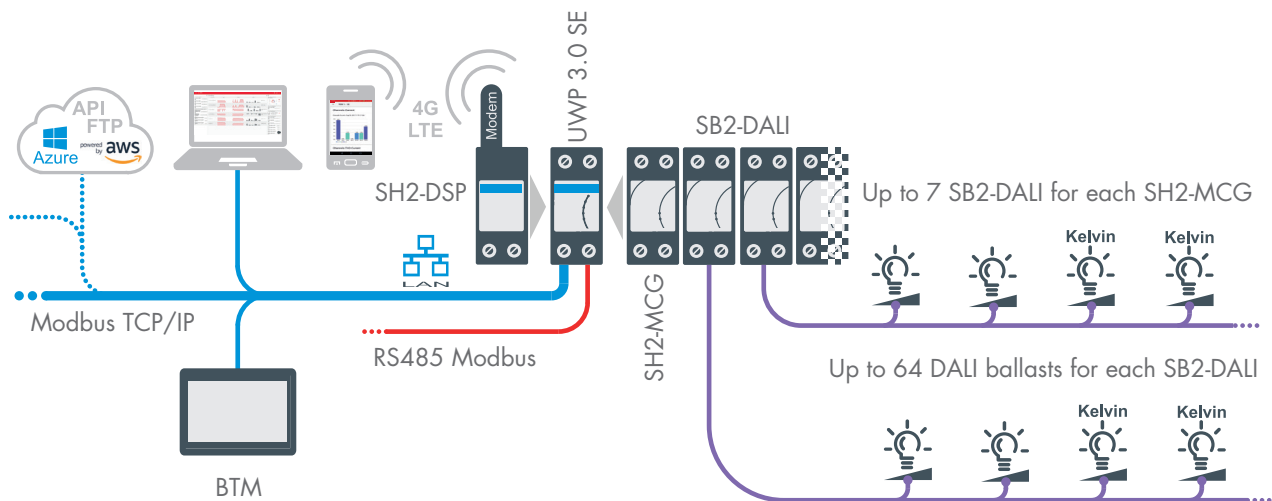 API
FTP
Azure
powered
by
aws
4G
LTE
Modem
SH2-DSP
UWP 3.0 SE
SB2-DALI
SH2-MCG
Up to 7 SB2-DALI for each SH2-MCG
Kelvin
Kelvin
LAN
Modbus TCP/IP
RS485 Modbus
Up to 64 DALI ballasts for each SB2-DALI
Kelvin
Kelvin
BTM